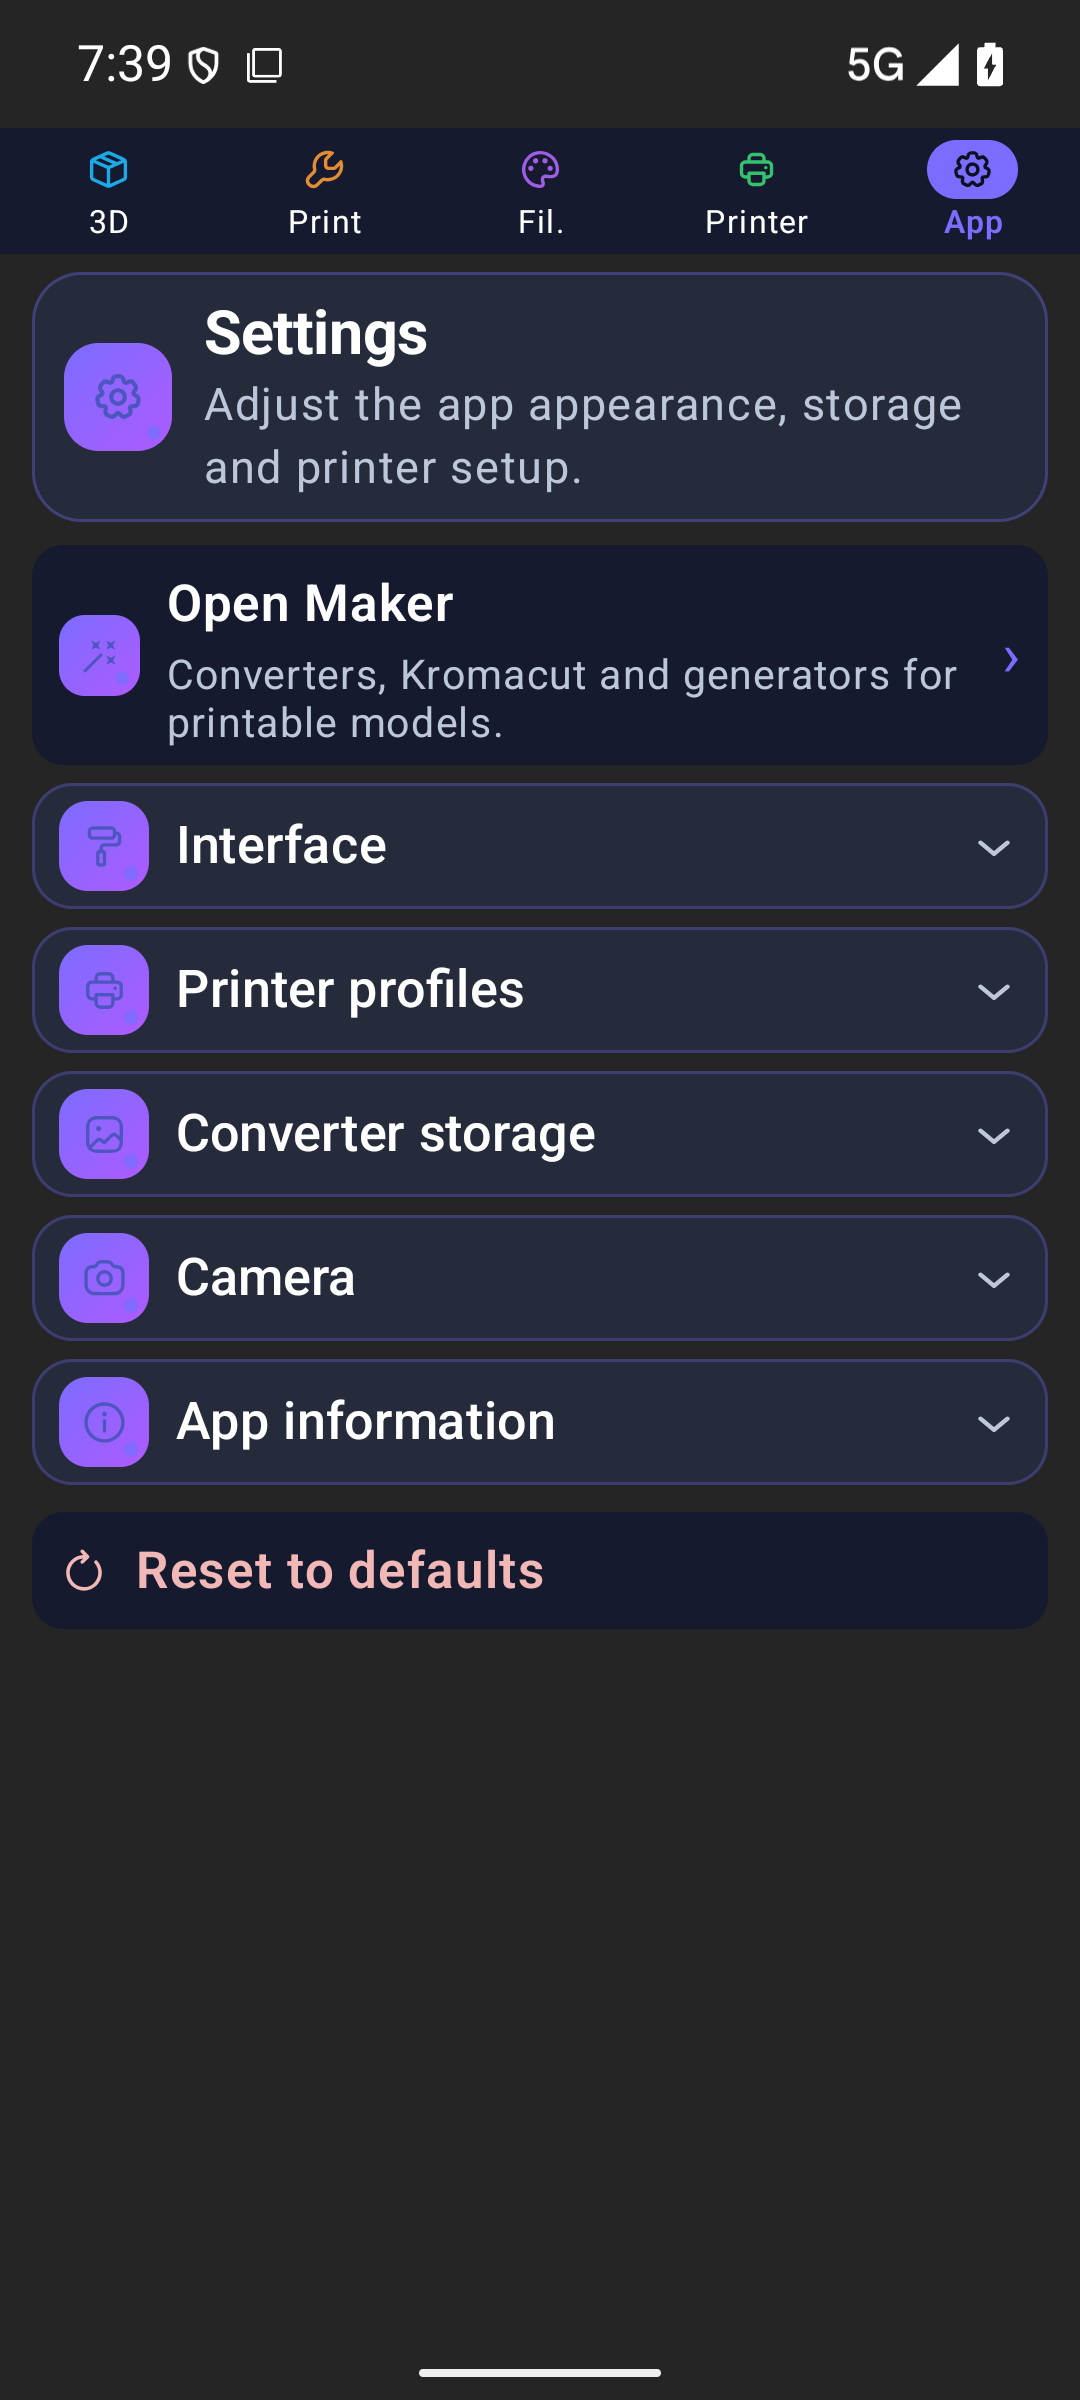 7:39
5G
3D
Print
Fil.
Printer
App
Settings
Adjust the app appearance, storage
and printer setup.
Open Maker
Converters, Kromacut and generators for
printable models.
Interface
Printer profiles
Converter storage
Camera
App information
Reset to defaults